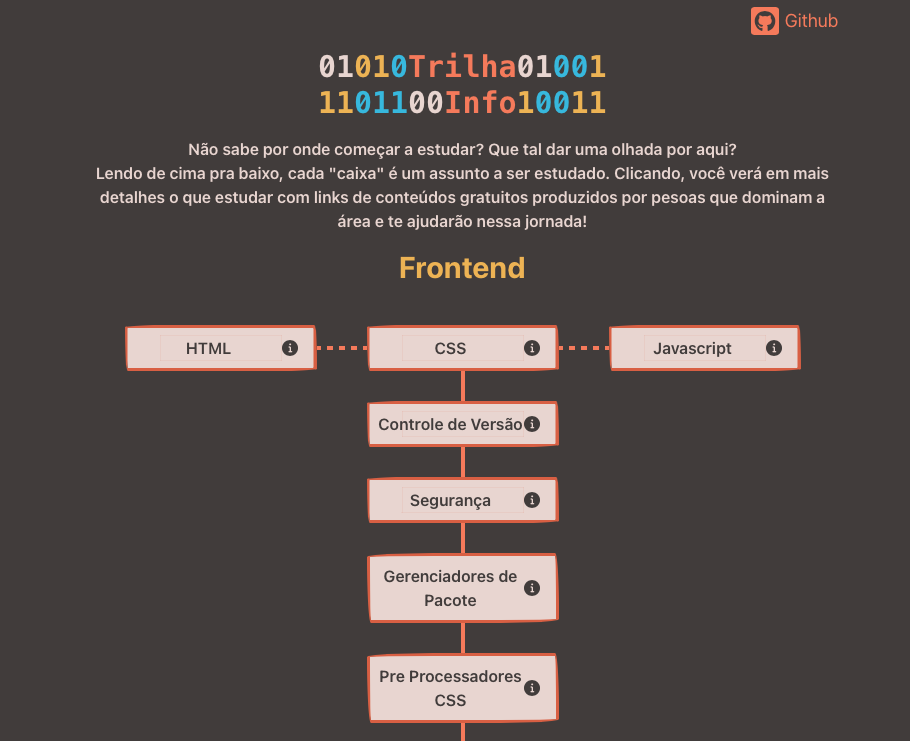 Github
01010Trilha01001
1101100Info10011
Não sabe por onde começar a estudar? Que tal dar uma olhada por aqui?
Lendo de cima pra baixo, cada "caixa" é um assunto a ser estudado. Clicando, você verá em mais
detalhes o que estudar com links de conteúdos gratuitos produzidos por pesoas que dominam a
área e te ajudarão nessa jornada!
Frontend
HTML
CSS
Javascript
Controle de Versão
Segurança
Gerenciadores de
Pacote
Pre Processadores
CSS